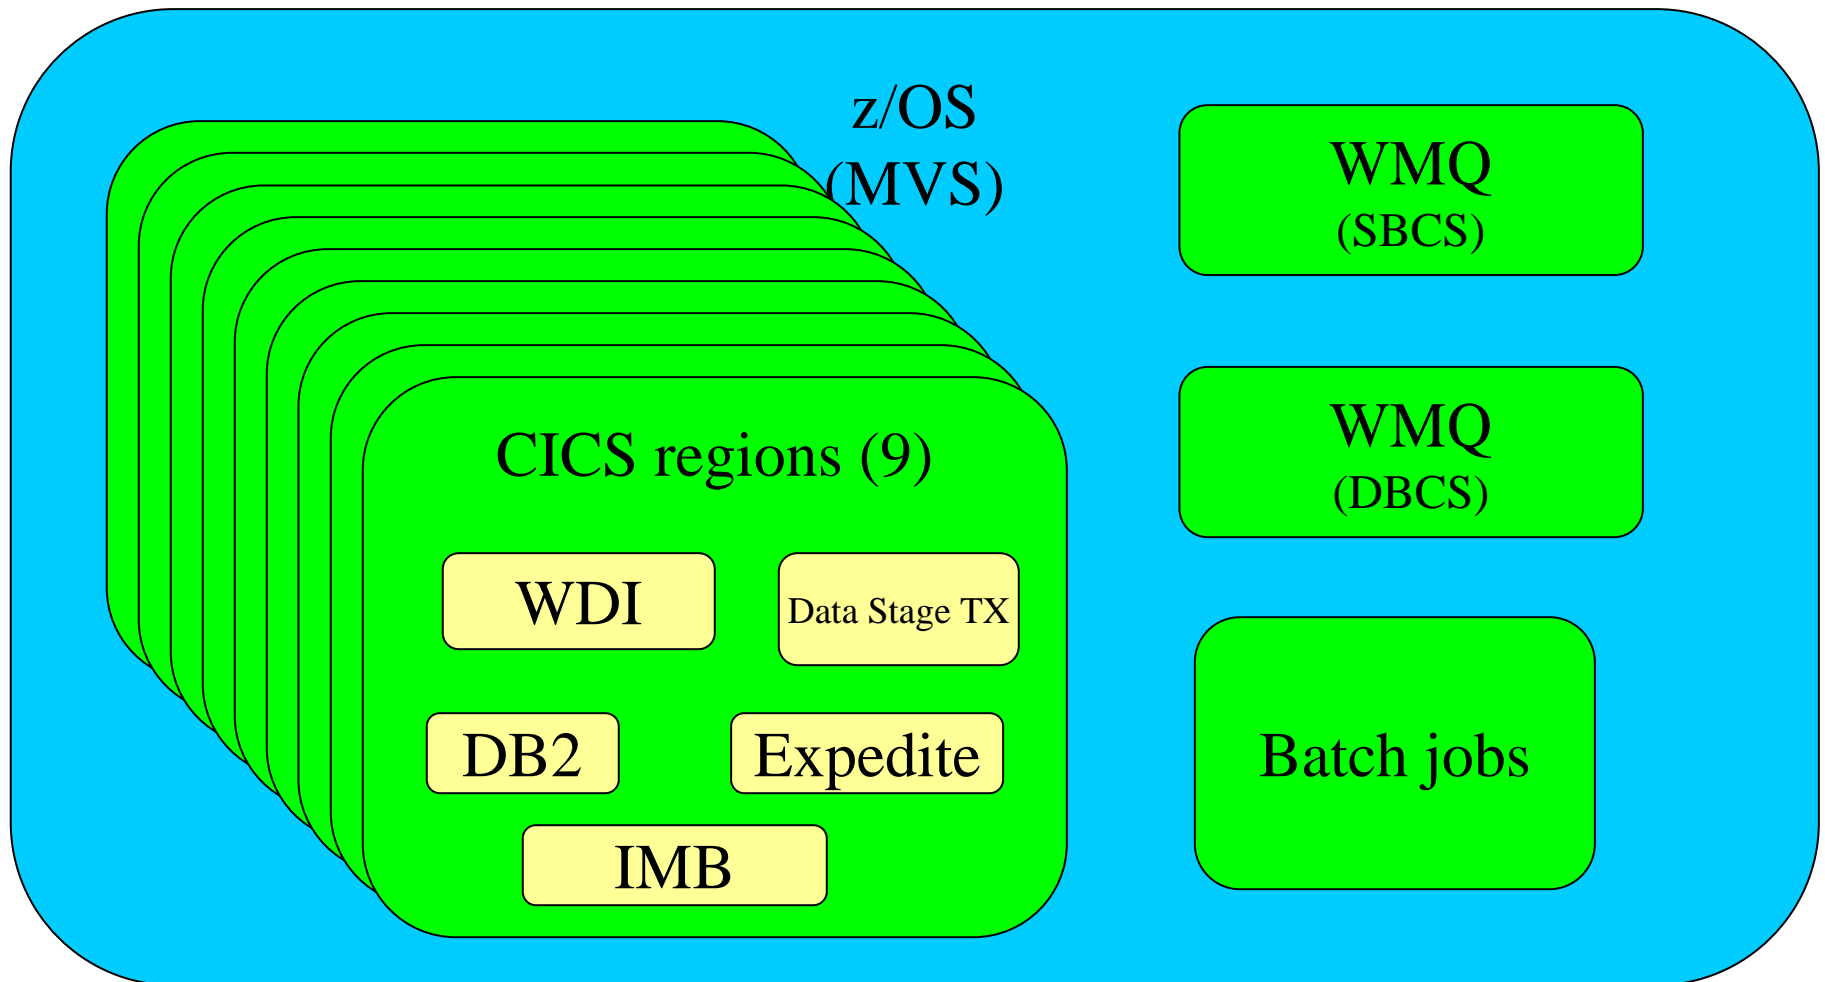 z/OS
(MVS)
WMQ
(SBCS)
WMQ
(DBCS)
CICS regions (9)
WDI
Data Stage TX
DB2
Expedite
IMB
Batch jobs